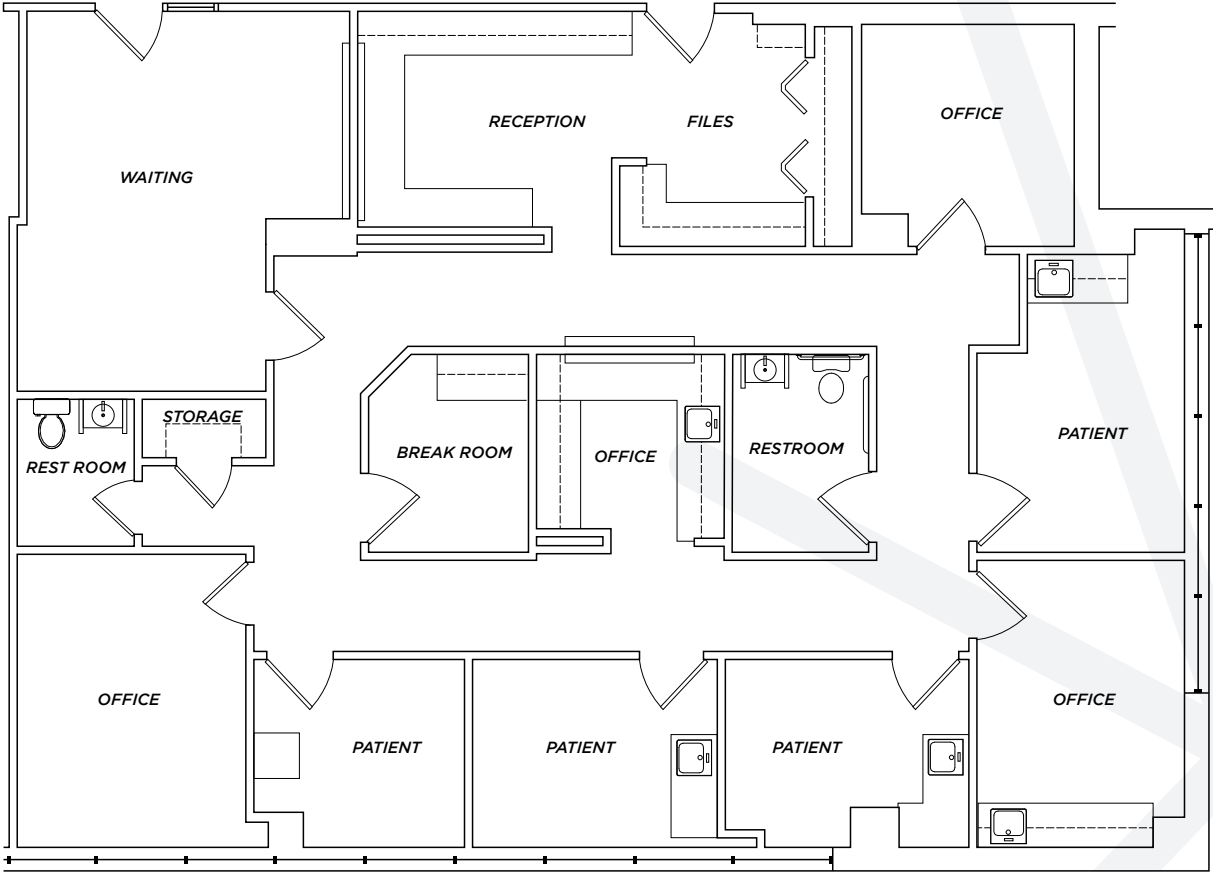 OFFICE
RECEPTION
FILES
WAITING
STORAGE
PATIENT
REST ROOM
BREAK ROOM
OFFICE
RESTROOM
OFFICE
OFFICE
PATIENT
PATIENT
PATIENT